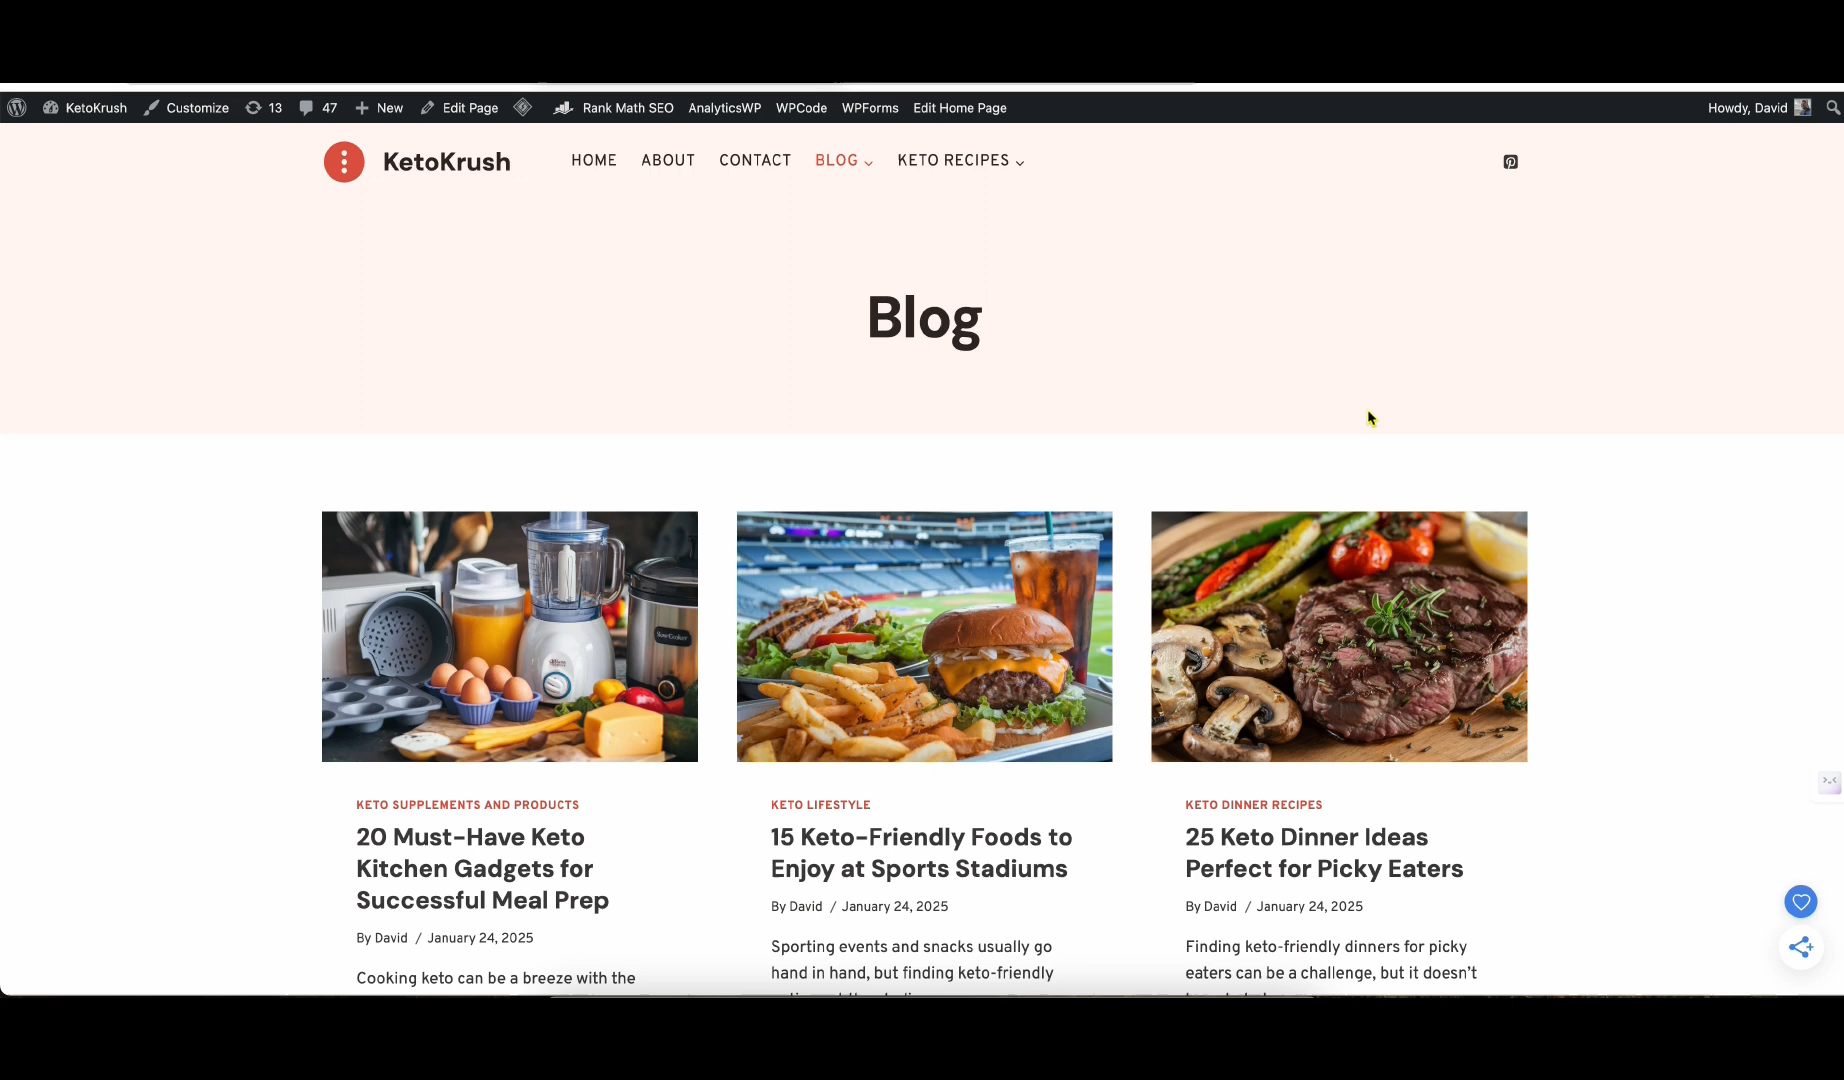 KetoKrush Customize 13 47 New Edit Page Rank Math SEO AnalyticsWP WPCode WPForms Edit Home Page Howdy, David
KetoKrush HOME ABOUT CONTACT BLOG KETO RECIPES
Blog
KETO SUPPLEMENTS AND PRODUCTS
20 Must-Have Keto
Kitchen Gadgets for
Successful Meal Prep
By David / January 24, 2025
Cooking keto can be a breeze with the
KETO LIFESTYLE
15 Keto-Friendly Foods to
Enjoy at Sports Stadiums
By David / January 24, 2025
Sporting events and snacks usually go
hand in hand, but finding keto-friendly
KETO DINNER RECIPES
25 Keto Dinner Ideas
Perfect for Picky Eaters
By David / January 24, 2025
Finding keto-friendly dinners for picky
eaters can be a challenge, but it doesn't